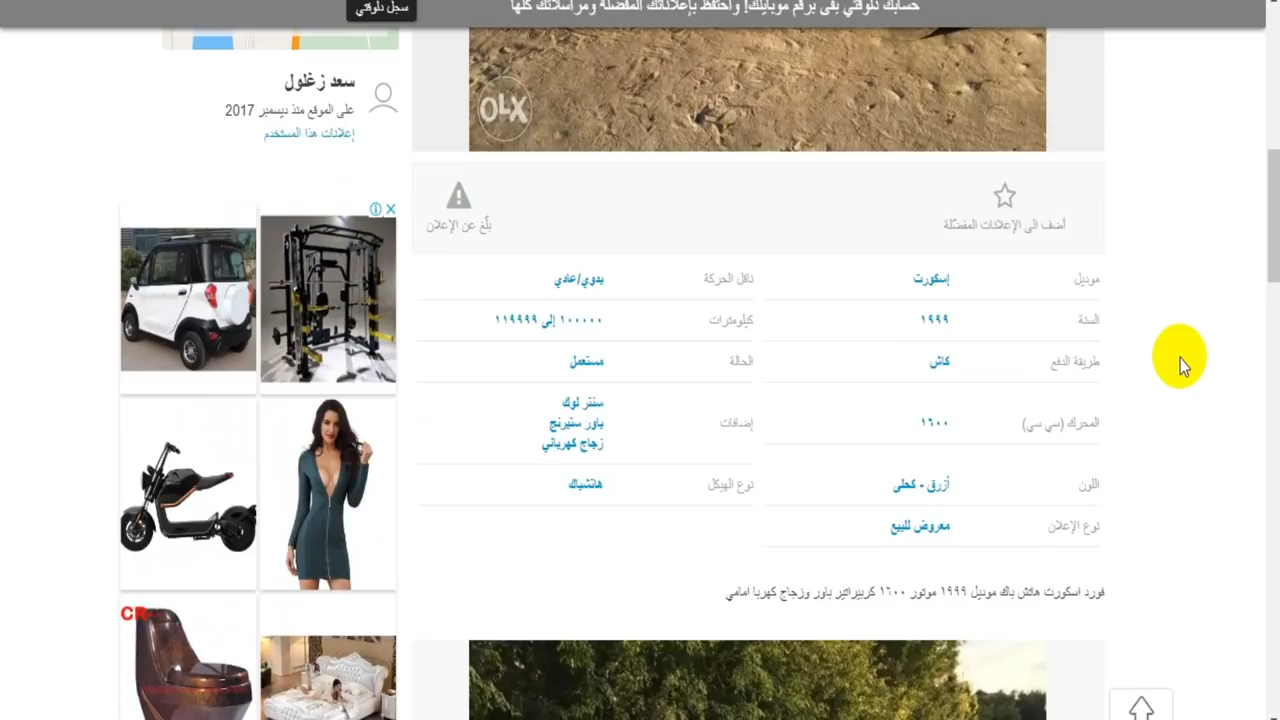 حسابك دلوقتي بقى برقم موبايلك! واحتفظ بإعلاناتك المفضلة ومراسلاتك كلها
سجل دلوقتي
سعد زغلول
على الموقع منذ ديسمبر 2017
إعلانات هذا المستخدم
OLX
أضف الى الإعلانات المفضّلة
بلّغ عن الإعلان
موديل إسكورت ناقل الحركة يدوي/عادي
السنة ١٩٩٩ كيلومترات ١٠٠٠٠٠ إلى ١١٩٩٩٩
طريقة الدفع كاش الحالة مستعمل
المحرك (سي سي) ١٦٠٠ إضافات سنتر لوك
باور ستيرنج
زجاج كهربائي
اللون أزرق - كحلى نوع الهيكل هاتشباك
نوع الإعلان معروض للبيع
فورد اسكورت هاتش باك موديل ١٩٩٩ موتور ١٦٠٠ كربيراتير باور وزجاج كهربا امامي
CR